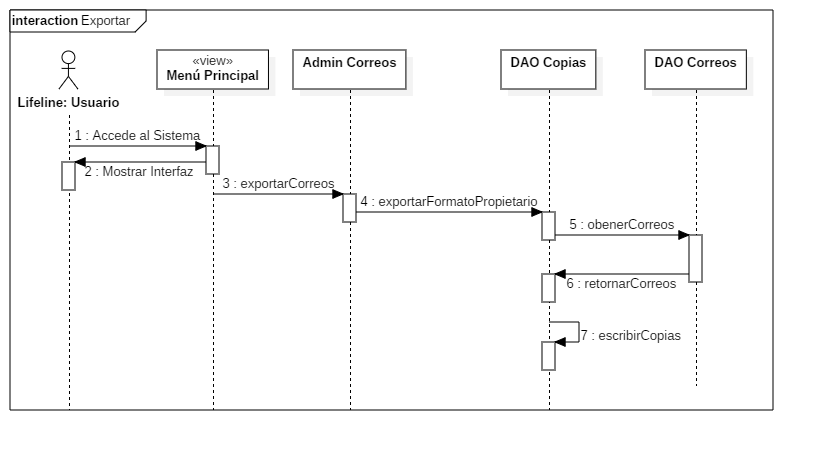 interaction Exportar
«view»
Menú Principal
Admin Correos
DAO Copias
DAO Correos
Lifeline: Usuario
1 : Accede al Sistema
2 : Mostrar Interfaz
3 : exportarCorreos
4 : exportarFormatoPropietario
5 : obenerCorreos
6 : retornarCorreos
7 : escribirCopias